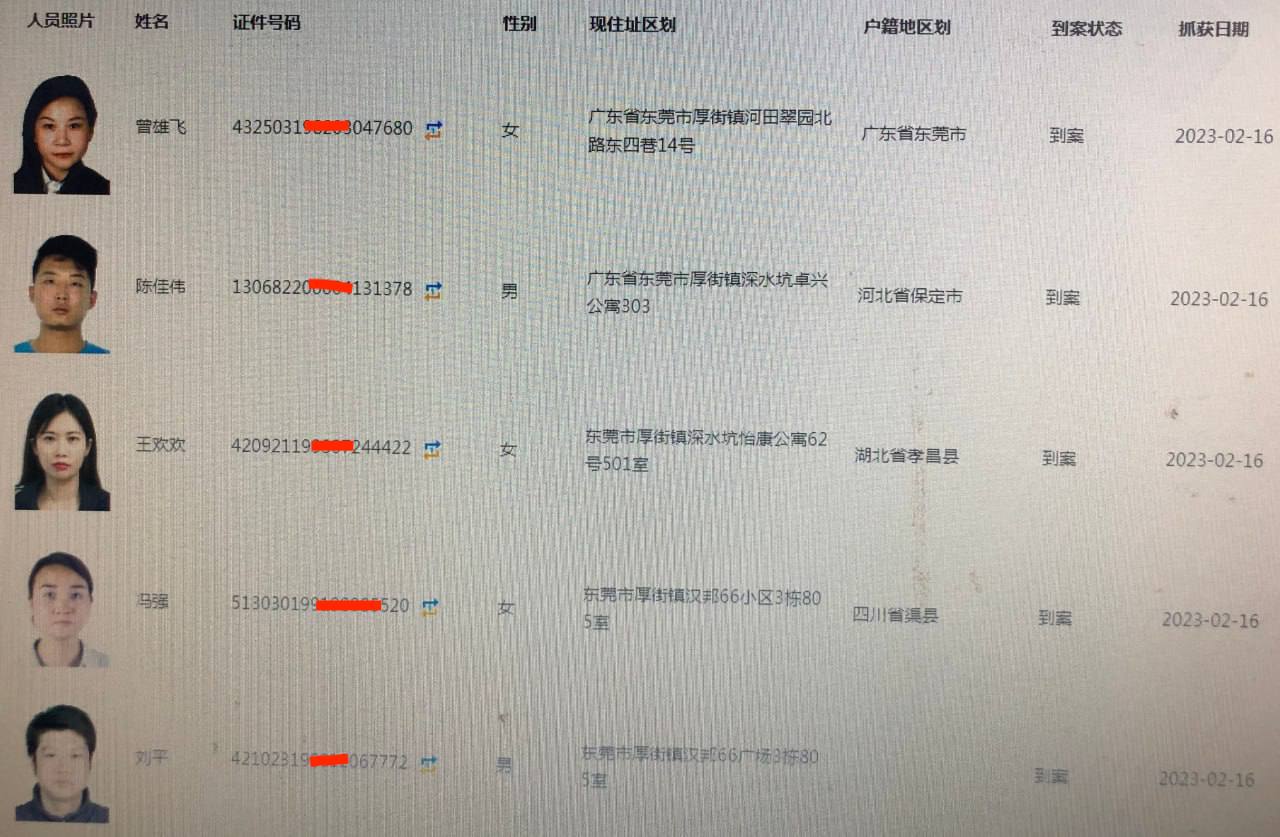 人员照片 姓名 证件号码 性别 现住址区划 户籍地区划 到案状态 抓获日期
曾雄飞 4325031 047680 女 广东省东莞市厚街镇河田翠园北 广东省东莞市 到案 2023-02-16
路东四巷14号
陈佳伟 1306822 131378 男 广东省东莞市厚街镇深水坑卓兴 河北省保定市 到案 2023-02-16
公寓303
王欢欢 42092119 244422 女 东莞市厚街镇深水坑怡康公寓62 湖北省孝昌县 到案 2023-02-16
号501室
冯强 513030199 520 女 东莞市厚街镇汉邦66小区3栋80 四川省渠县 到案 2023-02-16
5室
刘平 42102319 067772 男 东莞市厚街镇汉邦66广场3栋80 到案 2023-02-16
5室